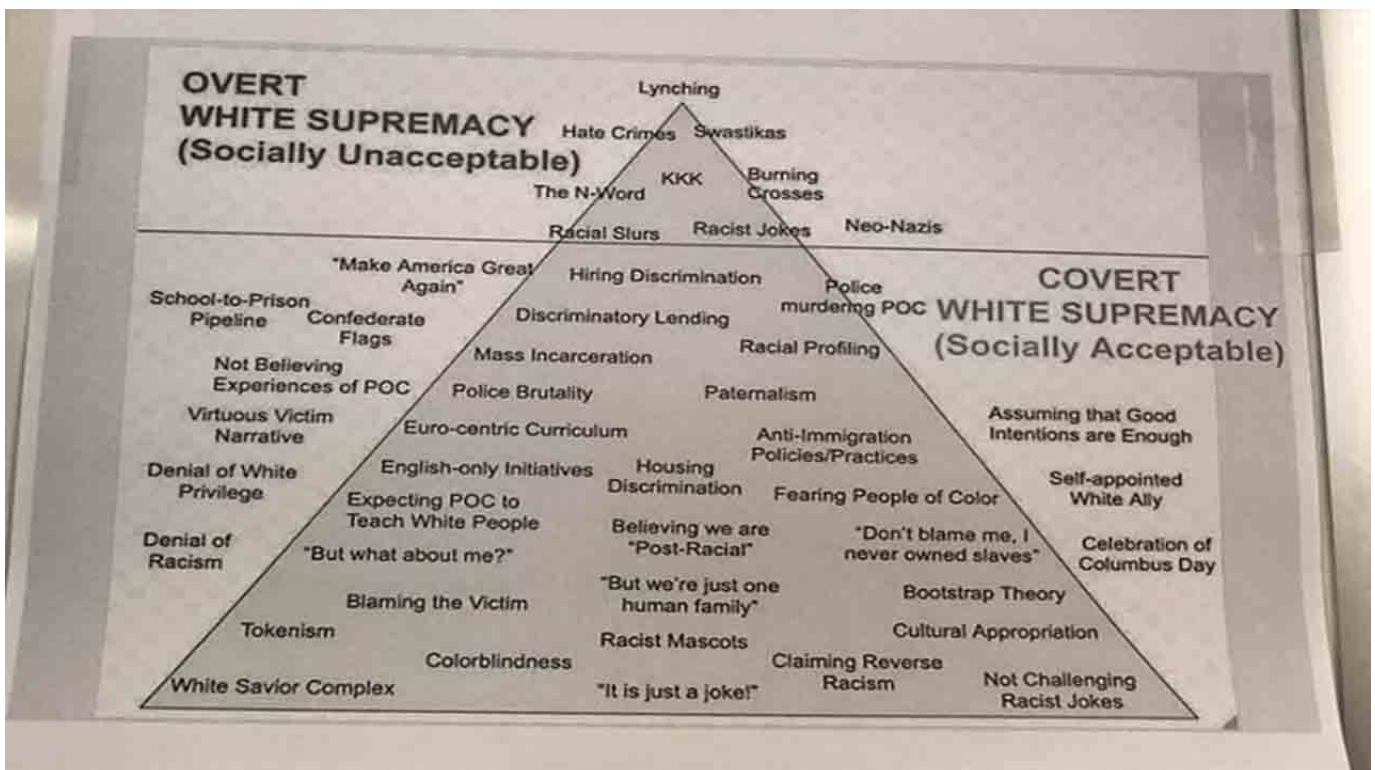 OVERT
WHITE SUPREMACY
(Socially Unacceptable)
Lynching
Hate Crimes
Swastikas
The N-Word
KKK
Burning
Crosses
Racial Slurs
Racist Jokes
Neo-Nazis
COVERT
WHITE SUPREMACY
(Socially Acceptable)
"Make America Great
Again"
Hiring Discrimination
Police
murdering POC
School-to-Prison
Pipeline
Confederate
Flags
Discriminatory Lending
Mass Incarceration
Racial Profiling
Not Believing
Experiences of POC
Police Brutality
Paternalism
Virtuous Victim
Narrative
Euro-centric Curriculum
Anti-Immigration
Policies/Practices
Assuming that Good
Intentions are Enough
Denial of White
Privilege
English-only Initiatives
Housing
Discrimination
Fearing People of Color
Self-appointed
White Ally
Expecting POC to
Teach White People
Believing we are
"Post-Racial"
"Don't blame me, I
never owned slaves"
Denial of
Racism
"But what about me?"
Celebration of
Columbus Day
Blaming the Victim
"But we're just one
human family"
Bootstrap Theory
Tokenism
Racist Mascots
Cultural Appropriation
Colorblindness
Claiming Reverse
Racism
White Savior Complex
"It is just a joke!"
Not Challenging
Racist Jokes